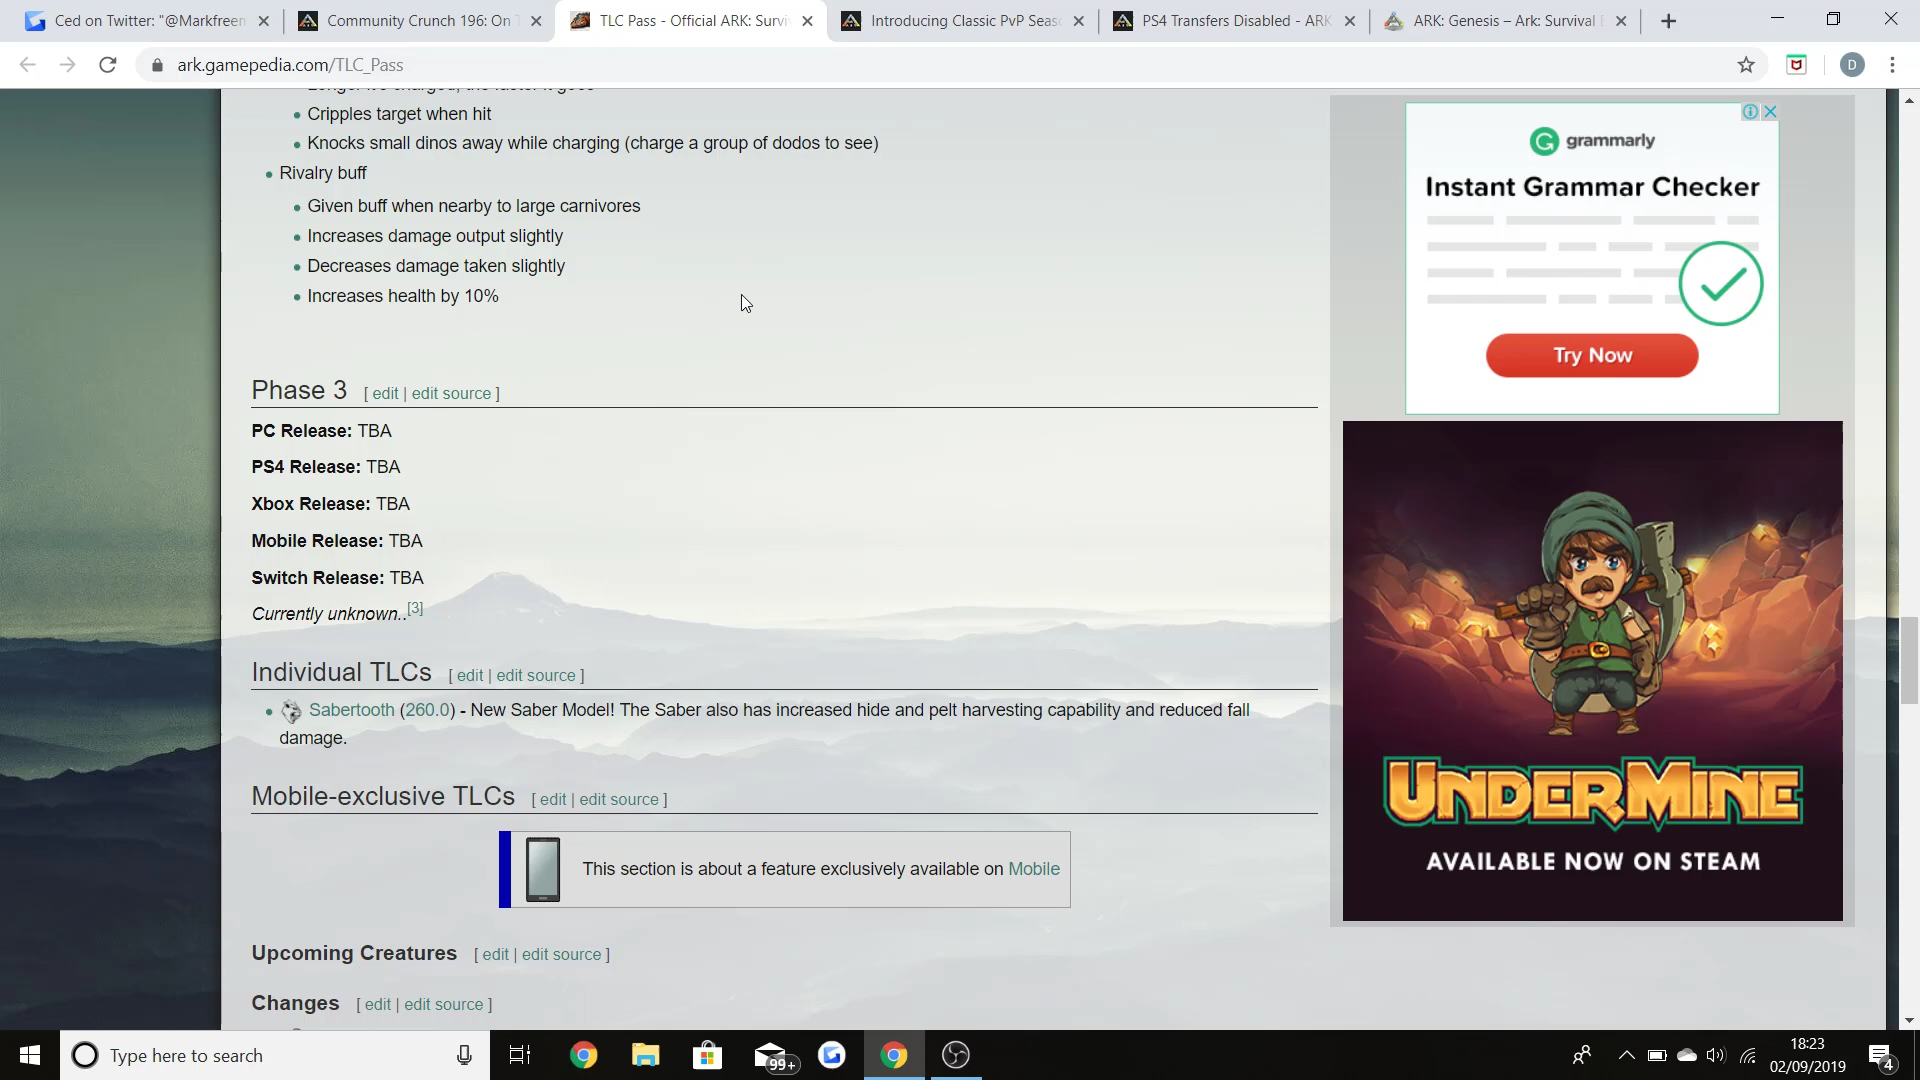 Ced on Twitter: "@Markfreem
Community Crunch 196: On T
TLC Pass - Official ARK: Surviv
Introducing Classic PvP Seas
PS4 Transfers Disabled - ARK
ARK: Genesis – Ark: Survival E
ark.gamepedia.com/TLC_Pass
D
Cripples target when hit
Knocks small dinos away while charging (charge a group of dodos to see)
Rivalry buff
Given buff when nearby to large carnivores
Increases damage output slightly
Decreases damage taken slightly
Increases health by 10%
Phase 3 [ edit | edit source ]
PC Release: TBA
PS4 Release: TBA
Xbox Release: TBA
Mobile Release: TBA
Switch Release: TBA
Currently unknown..[3]
Individual TLCs [ edit | edit source ]
Sabertooth (260.0) - New Saber Model! The Saber also has increased hide and pelt harvesting capability and reduced fall
damage.
Mobile-exclusive TLCs [ edit | edit source ]
This section is about a feature exclusively available on Mobile
Upcoming Creatures [ edit | edit source ]
Changes [ edit | edit source ]
grammarly
Instant Grammar Checker
Try Now
UNDERMINE
AVAILABLE NOW ON STEAM
Type here to search
99+
18:23
02/09/2019
4